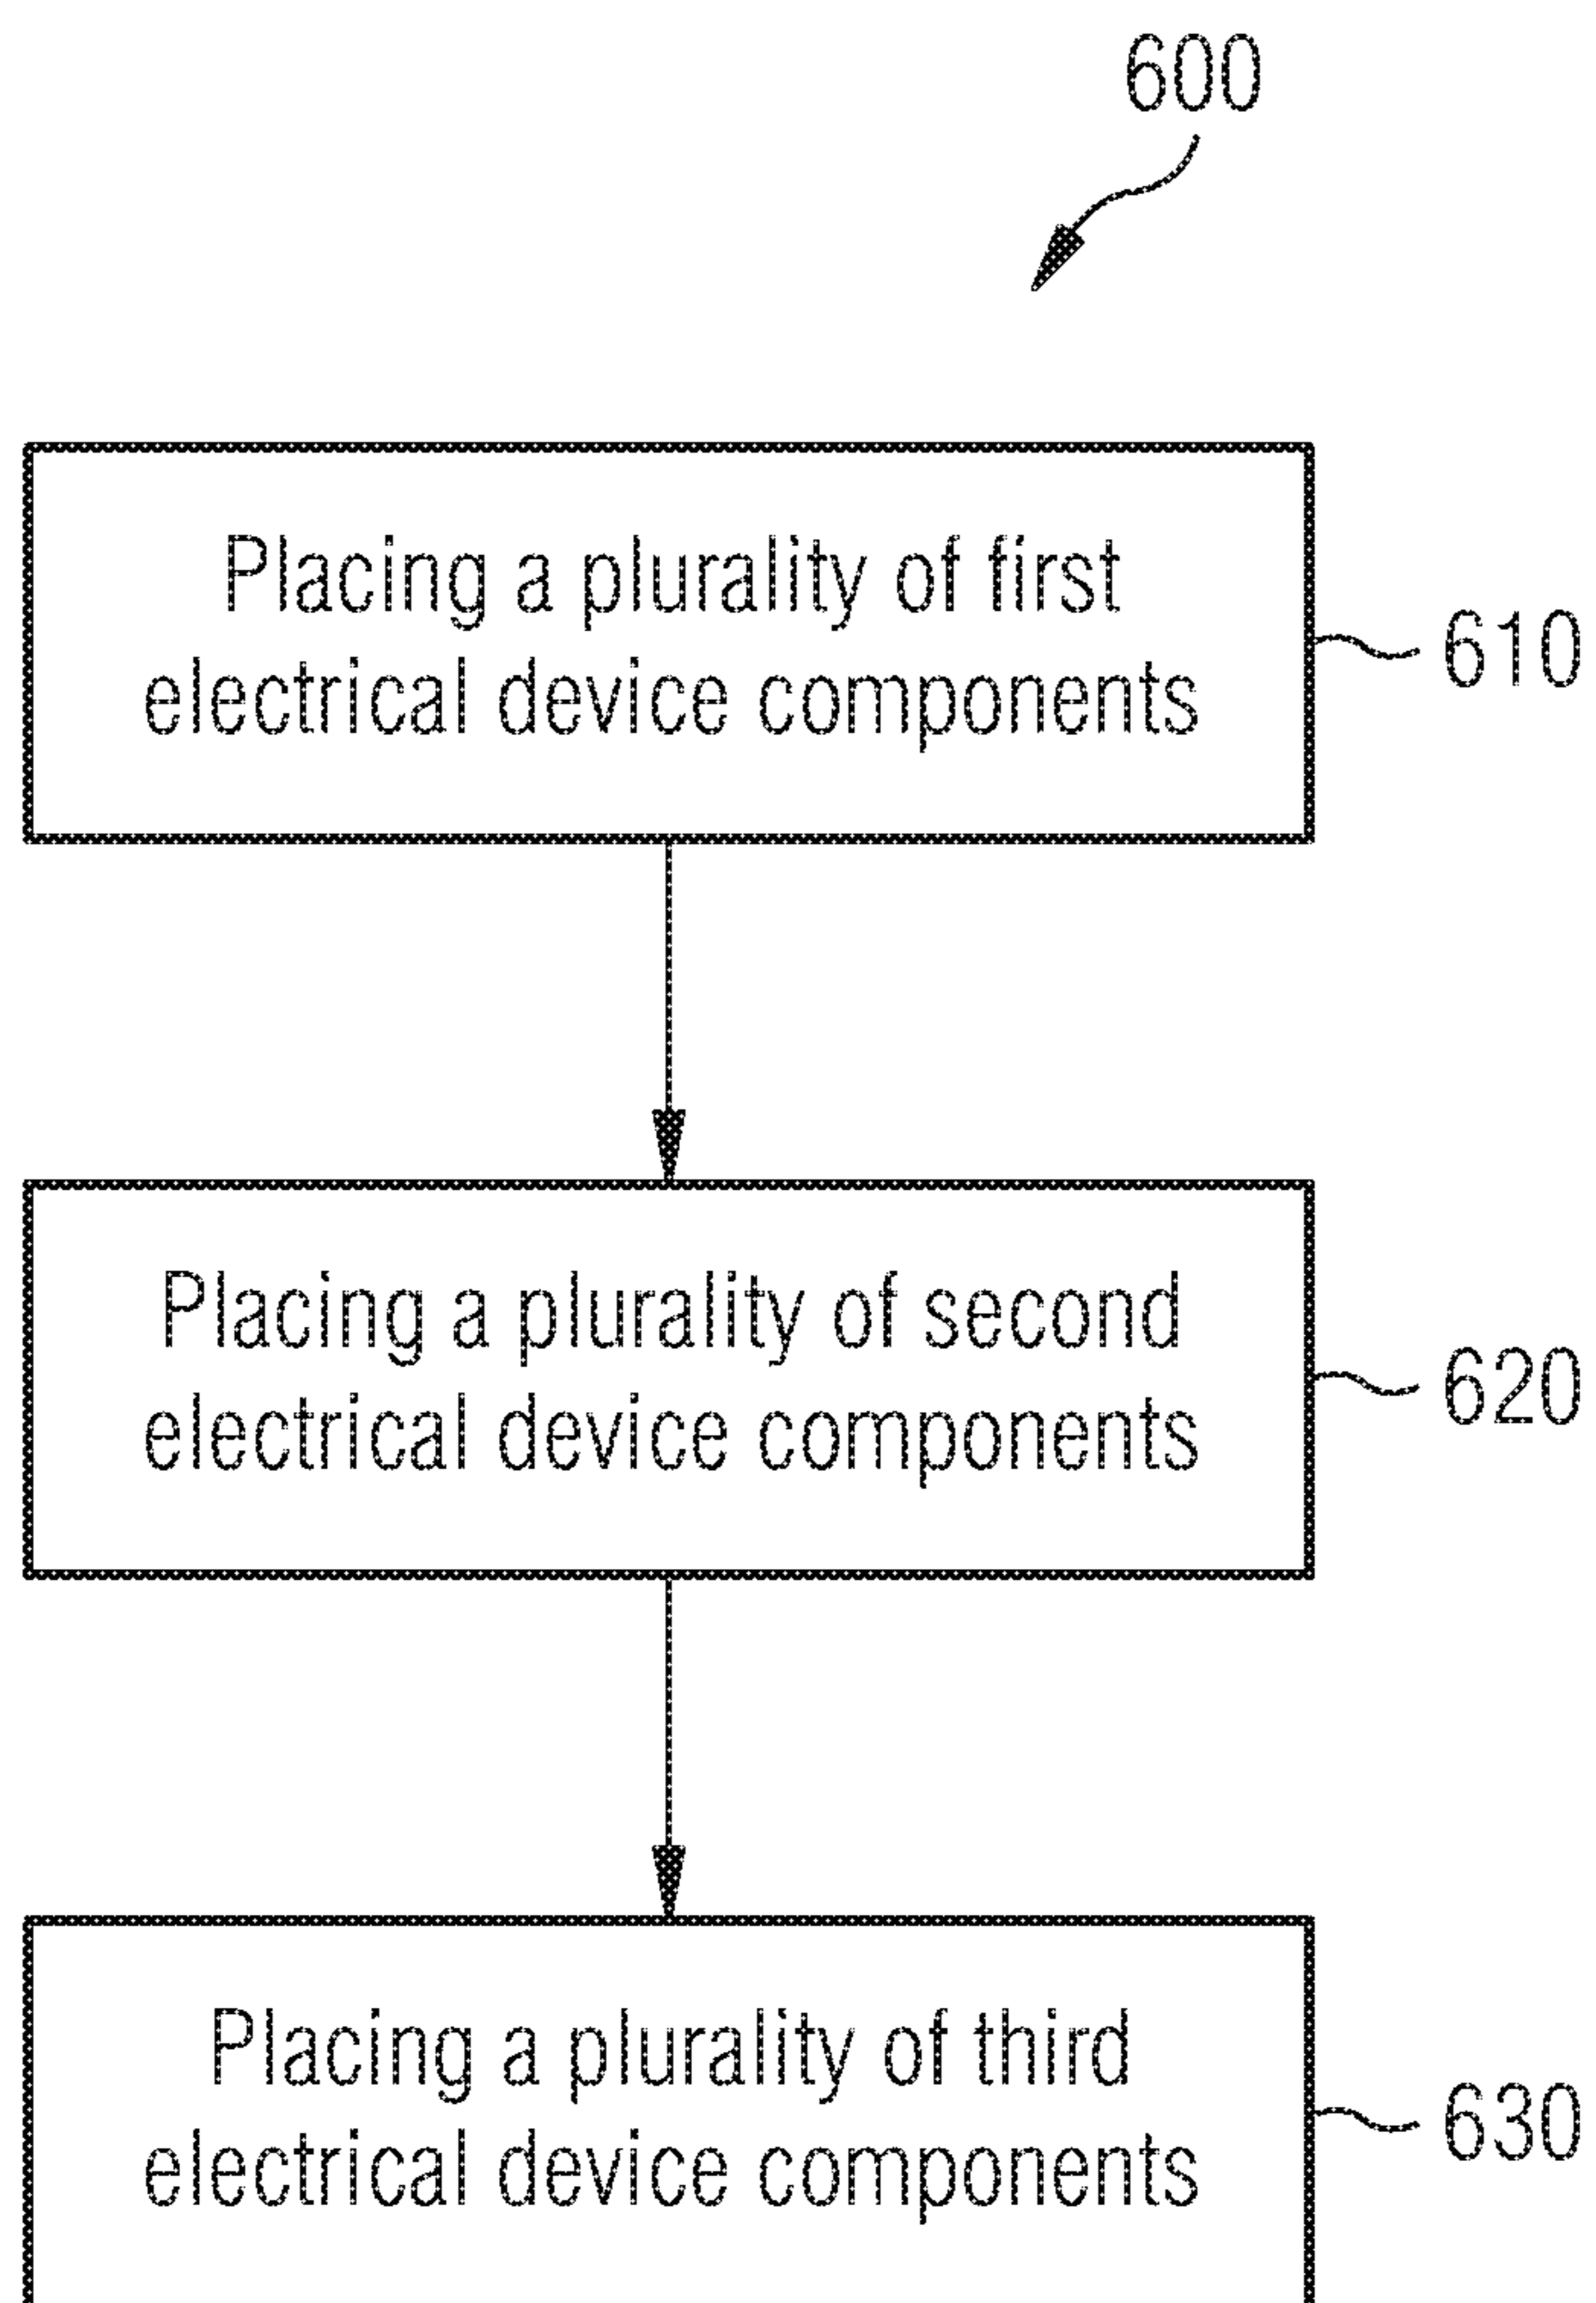 600
Placing a plurality of first
electrical device components
610
Placing a plurality of second
electrical device components
620
Placing a plurality of third
electrical device components
630